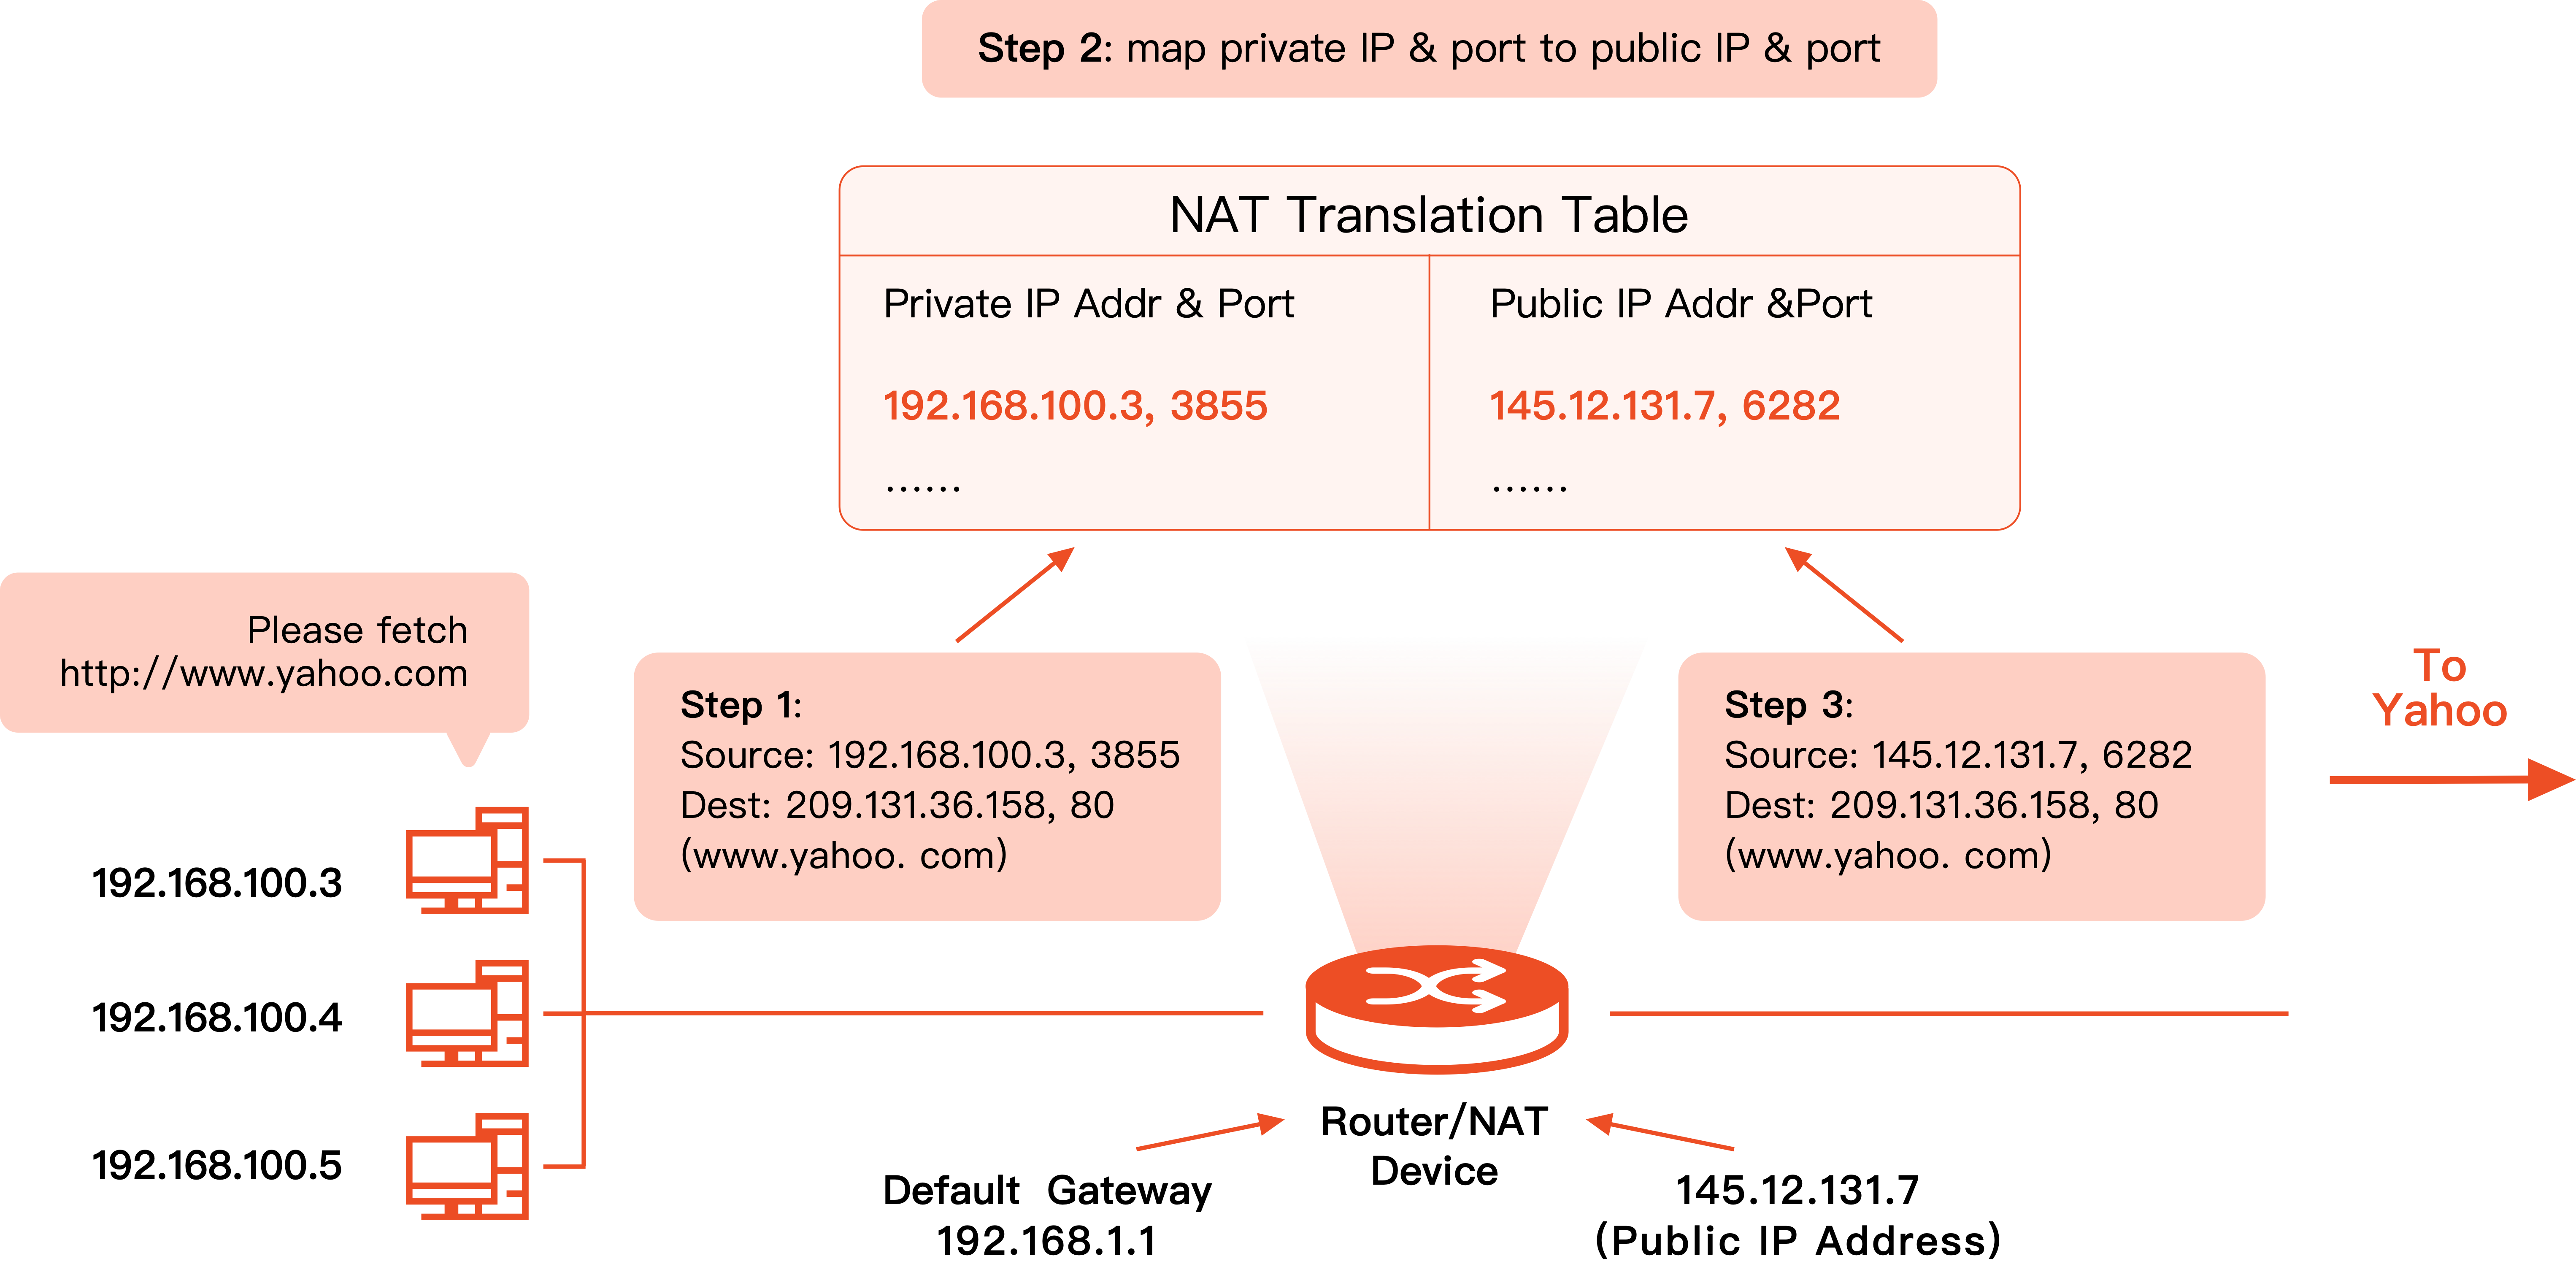 Step 2: map private IP & port to public IP & port
NAT Translation Table
Private IP Addr & Port
Public IP Addr &Port
192.168.100.3, 3855
145.12.131.7, 6282
......
......
Please fetch
http://www.yahoo.com
Step 1:
Source: 192.168.100.3, 3855
Dest: 209.131.36.158, 80
(www.yahoo. com)
Step 3:
Source: 145.12.131.7, 6282
Dest: 209.131.36.158, 80
(www.yahoo. com)
To
Yahoo
192.168.100.3
192.168.100.4
192.168.100.5
Router/NAT
Device
Default Gateway
192.168.1.1
145.12.131.7
(Public IP Address)